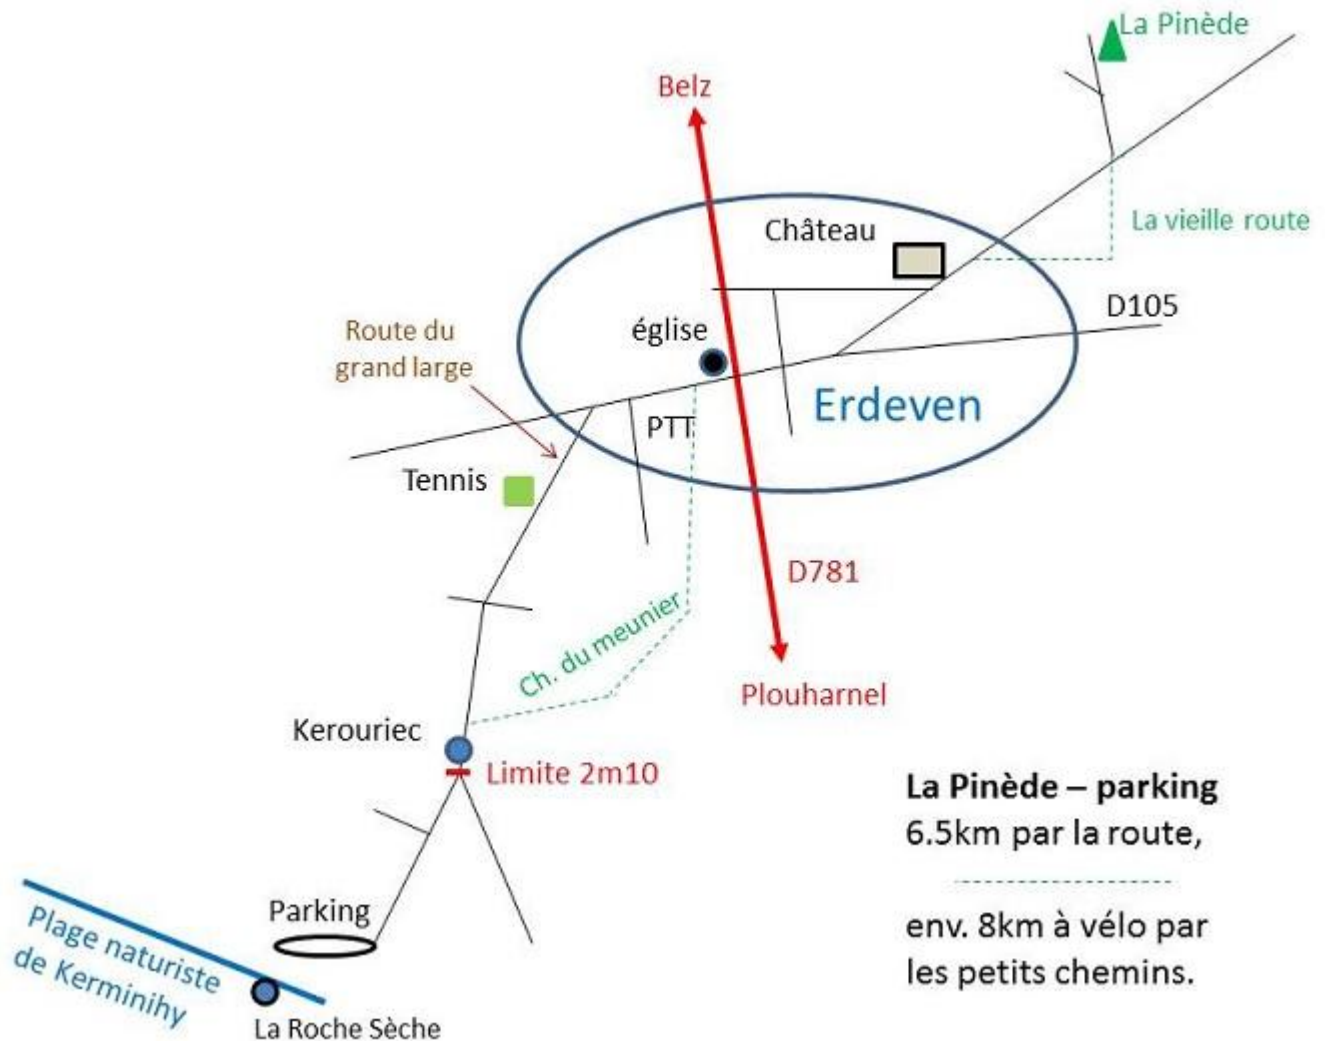 La Pinède
Belz
La vieille route
Château
D105
église
Route du
grand large
Erdeven
PTT
Tennis
D781
Ch. du meunier
Plouharnel
Kerouriec
Limite 2m10
La Pinède – parking
6.5km par la route,
env. 8km à vélo par
les petits chemins.
Parking
Plage naturiste
de Kerminihy
La Roche Sèche